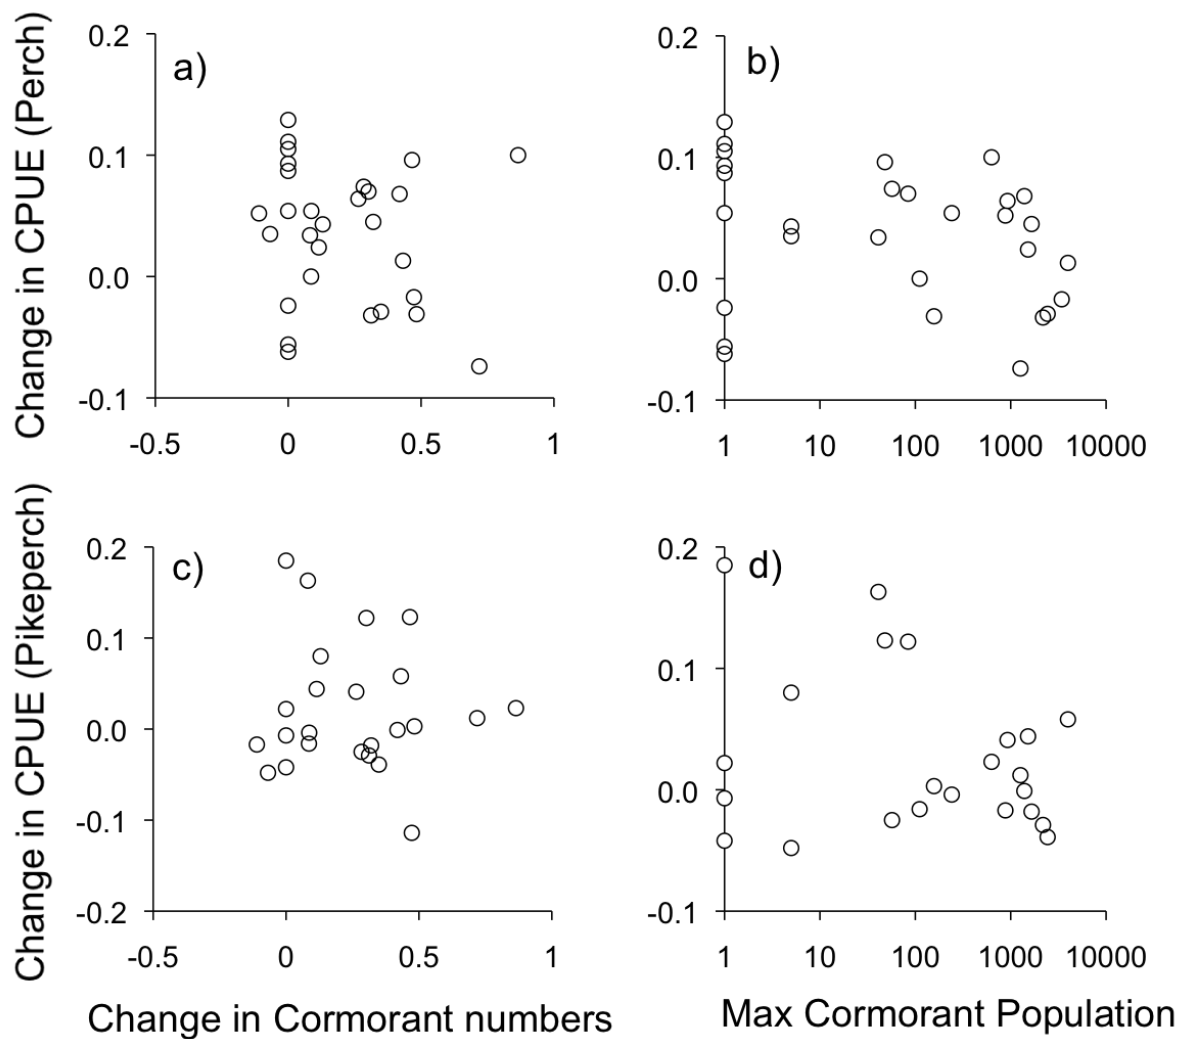 Change in CPUE (Perch)
a)
0.2
0.1
0.0
-0.1
-0.5 0 0.5 1
b)
0.2
0.1
0.0
-0.1
1 10 100 1000 10000
Change in CPUE (Pikeperch)
c)
0.2
0.1
0.0
-0.1
-0.2
-0.5 0 0.5 1
Change in Cormorant numbers
d)
0.2
0.1
0.0
-0.1
1 10 100 1000 10000
Max Cormorant Population